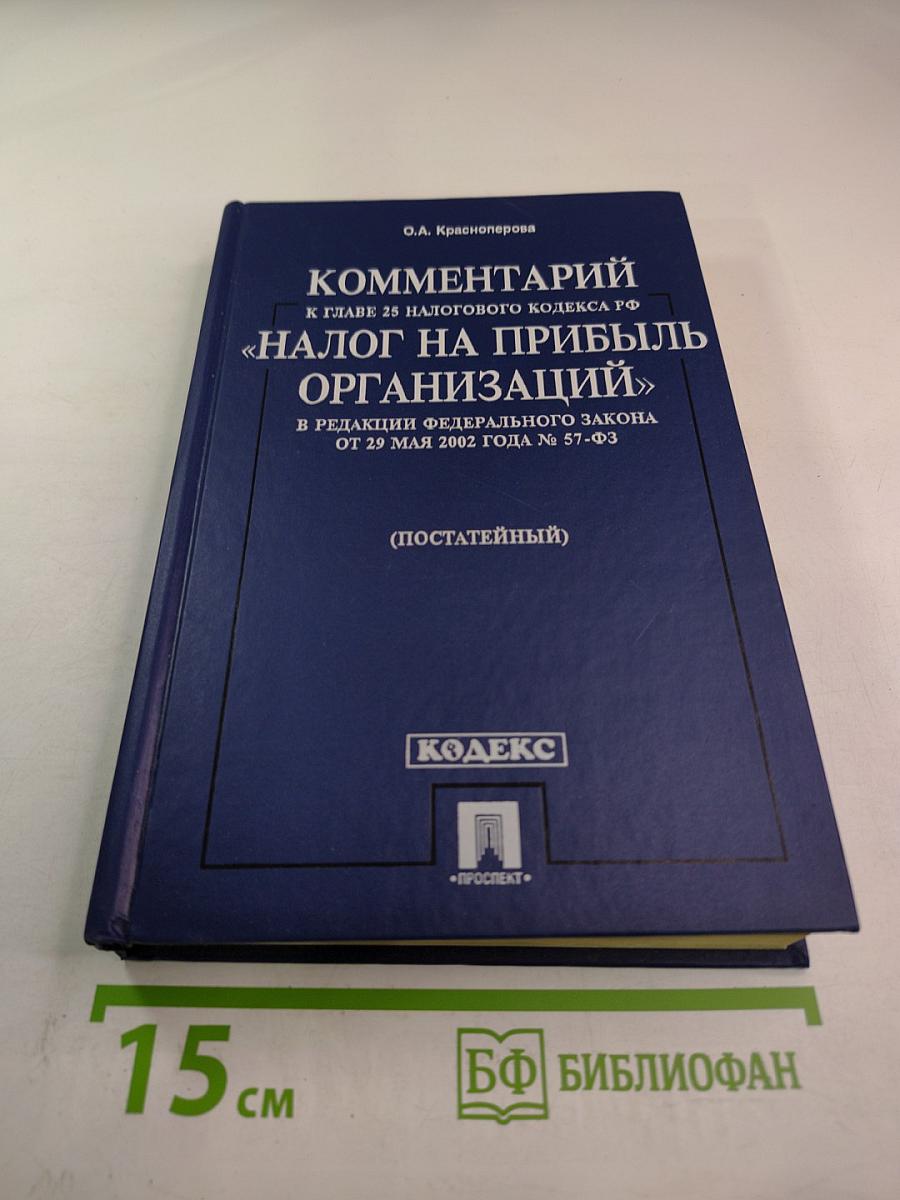 О.А. Красноперова
КОММЕНТАРИЙ
К ГЛАВЕ 25 НАЛОГОВОГО КОДЕКСА РФ
«НАЛОГ НА ПРИБЫЛЬ
ОРГАНИЗАЦИЙ»
В РЕДАКЦИИ ФЕДЕРАЛЬНОГО ЗАКОНА
ОТ 29 МАЯ 2002 ГОДА № 57-ФЗ
(ПОСТАТЕЙНЫЙ)
КОДЕКС
•ПРОСПЕКТ•
15 см
БФ БИБЛИОФАН